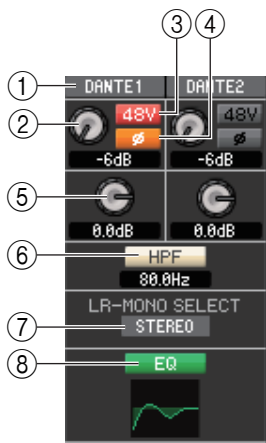 ③ ④
① DANTE1 DANTE2
② 48V 48V
ø ø
-6dB -6dB
⑤
0.0dB 0.0dB
⑥ HPF
80.0Hz
LR-MONO SELECT
⑦ STEREO
⑧ EQ